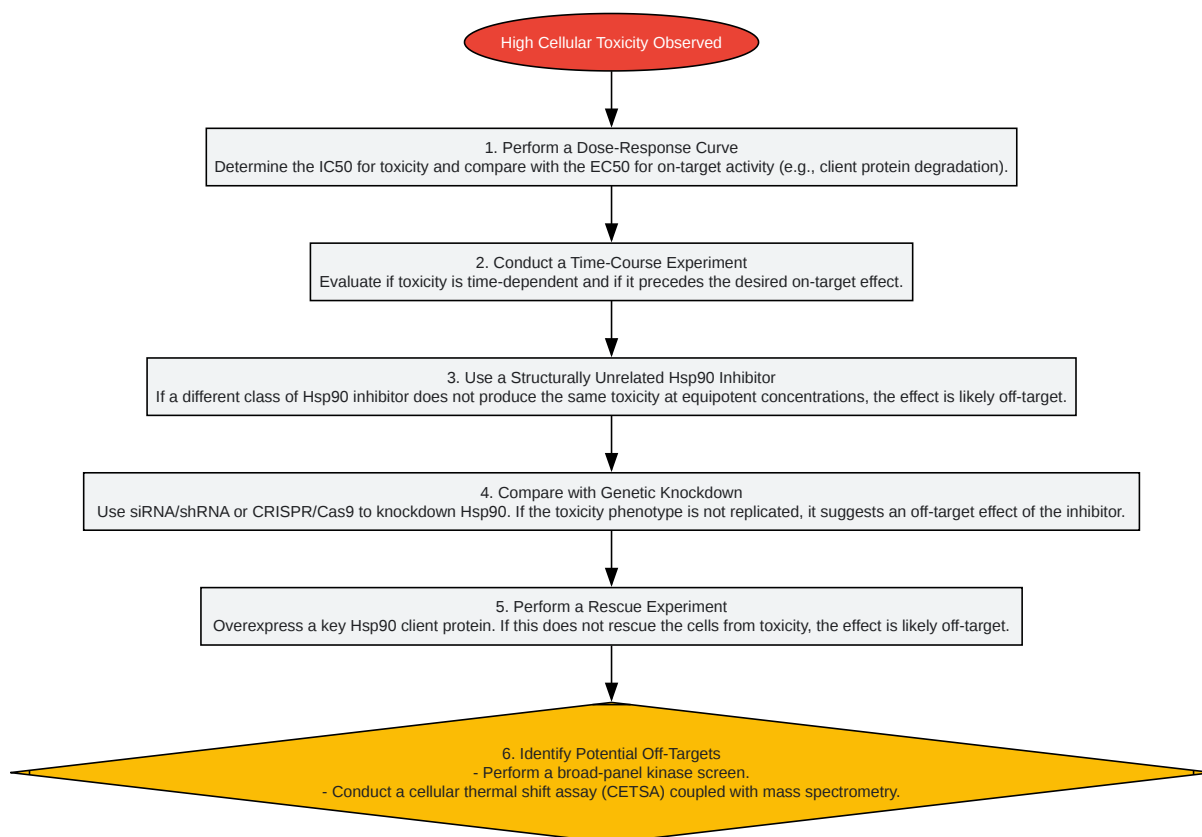 High Cellular Toxicity Observed
1. Perform a Dose-Response Curve
Determine the IC50 for toxicity and compare with the EC50 for on-target activity (e.g., client protein degradation).
2. Conduct a Time-Course Experiment
Evaluate if toxicity is time-dependent and if it precedes the desired on-target effect.
3. Use a Structurally Unrelated Hsp90 Inhibitor
If a different class of Hsp90 inhibitor does not produce the same toxicity at equipotent concentrations, the effect is likely off-target.
4. Compare with Genetic Knockdown
Use siRNA/shRNA or CRISPR/Cas9 to knockdown Hsp90. If the toxicity phenotype is not replicated, it suggests an off-target effect of the inhibitor.
5. Perform a Rescue Experiment
Overexpress a key Hsp90 client protein. If this does not rescue the cells from toxicity, the effect is likely off-target.
6. Identify Potential Off-Targets
- Perform a broad-panel kinase screen.
- Conduct a cellular thermal shift assay (CETSA) coupled with mass spectrometry.